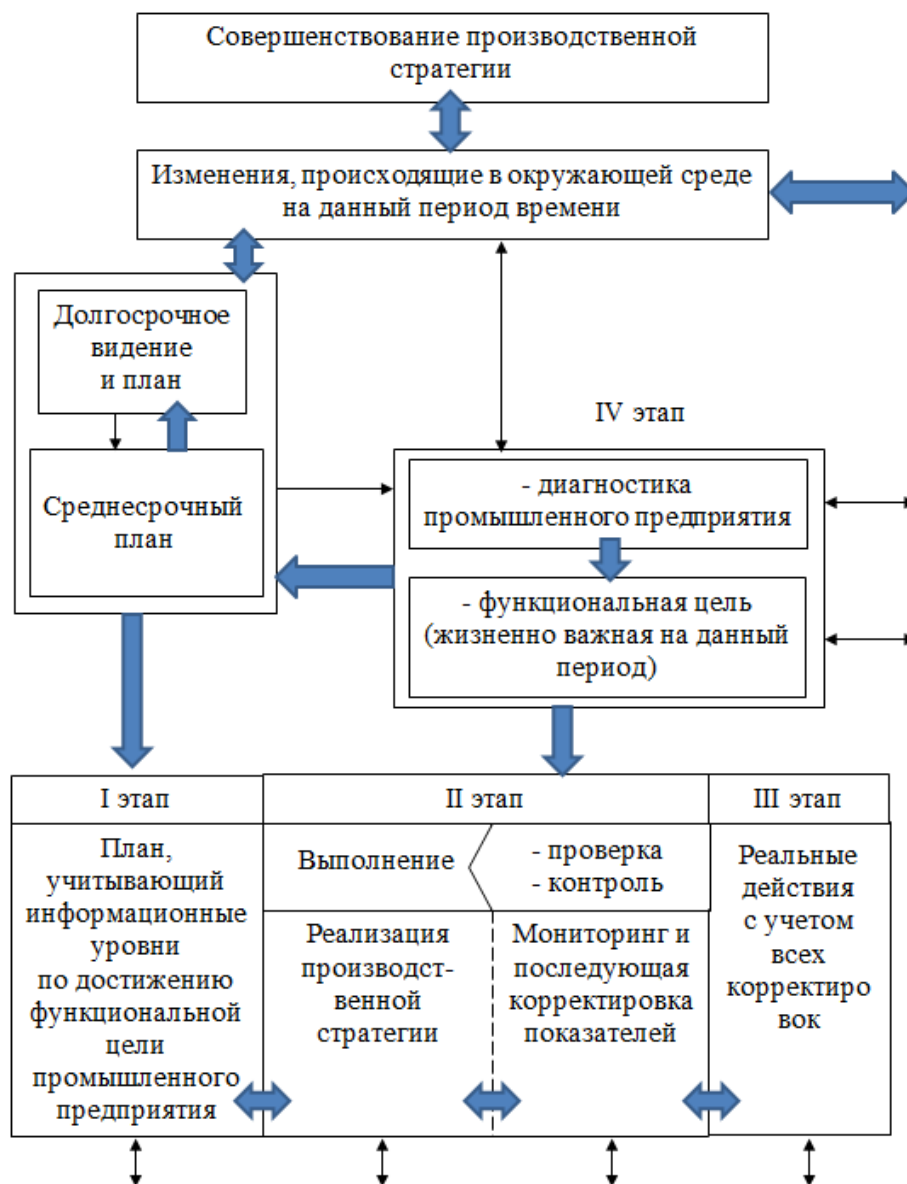 Совершенствование производственной
стратегии
Изменения, происходящие в окружающей среде
на данный период времени
Долгосрочное
видение
и план
Среднесрочный
план
IV этап
- диагностика
промышленного предприятия
- функциональная цель
(жизненно важная на данный
период)
I этап
II этап
III этап
План,
учитывающий
информационные
уровни
по достижению
функциональной
цели
промышленного
предприятия
Выполнение
- проверка
- контроль
Реализация
производст-
венной
стратегии
Мониторинг и
последующая
корректировка
показателей
Реальные
действия
с учетом
всех
корректиро
вок